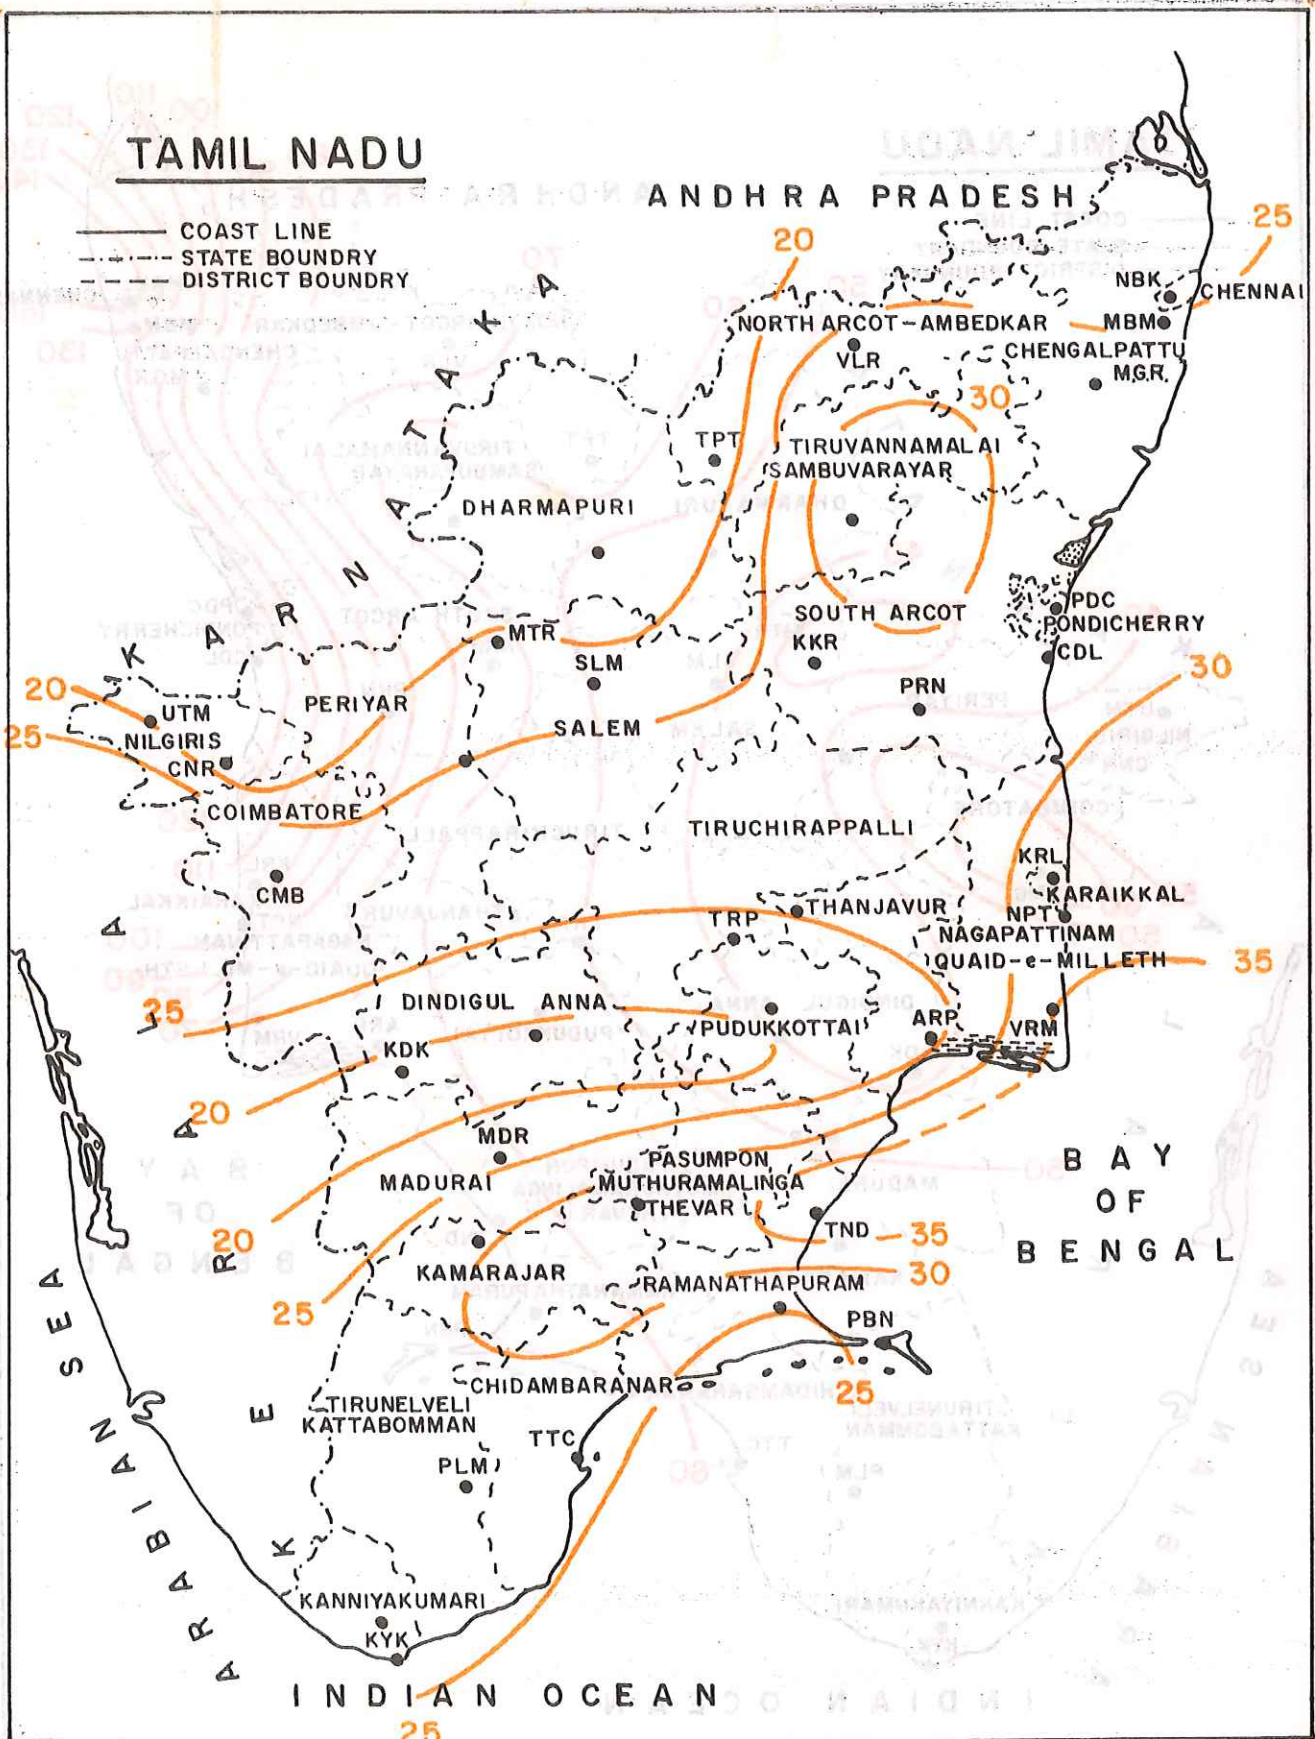 TAMIL NADU
COAST LINE
STATE BOUNDRY
DISTRICT BOUNDRY
ANDHRA PRADESH
KARNATAKA
20
25
NBK
CHENNAI
NORTH ARCOT-AMBEDKAR
MBM
VLR
CHENGALPATTU
M.G.R.
30
TPT
TIRUVANNAMALAI
SAMBUVARAYAR
DHARMAPURI
SOUTH ARCOT
PDC
PONDICHERRY
MTR
KKR
CDL
SLM
30
20
PERIYAR
PRN
UTM
25
NILGIRIS
SALEM
CNR
COIMBATORE
TIRUCHIRAPPALLI
KRL
CMB
KARAIKKAL
THANJAVUR
NPT
TRP
NAGAPATTINAM
QUAID-e-MILLETH
35
25
DINDIGUL ANNA
PUDUKKOTTAI
ARP
VRM
KDK
20
MDR
PASUMPON
MADURAI
MUTHURAMALINGA
THEVAR
BAY
OF
BENGAL
TND
35
20
KAMARAJAR
RAMANATHAPURAM
30
25
PBN
CHIDAMBARANAR
25
TIRUNELVELI
KATTABOMMAN
TTC
PLM
KERALA
ARABIAN SEA
KANNIYAKUMARI
KYK
INDIAN OCEAN
25